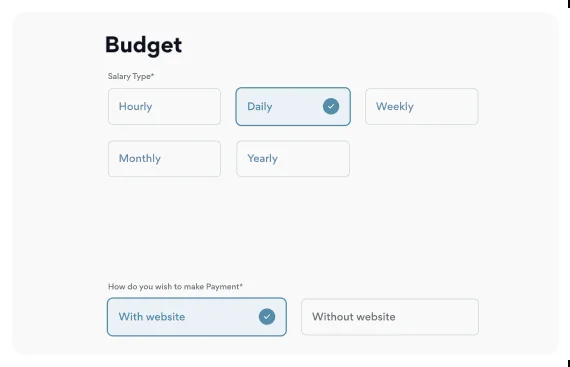 Budget
Salary Type*
Hourly Daily Weekly
Monthly Yearly
How do you wish to make Payment*
With website Without website